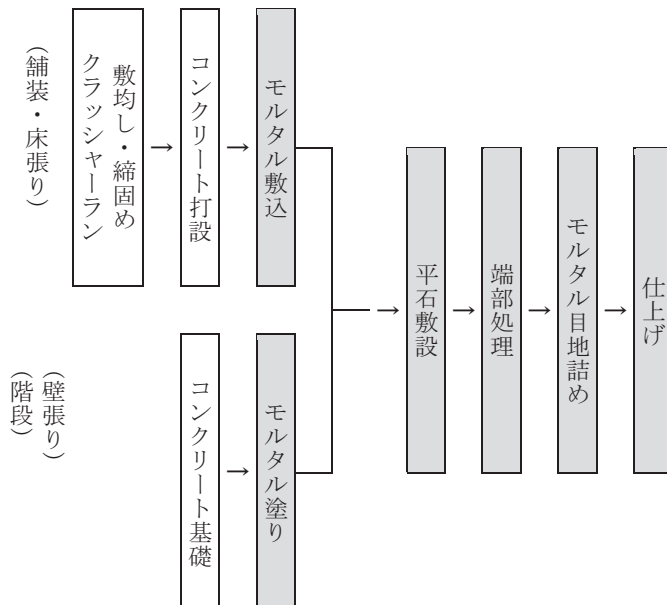 (舗装・床張り)
敷均し・締固め
クラッシャーラン
→
コンクリート打設
→
モルタル敷込
(壁張り)
(階段)
コンクリート基礎
→
モルタル塗り
→
平石敷設
→
端部処理
→
モルタル目地詰め
→
仕上げ